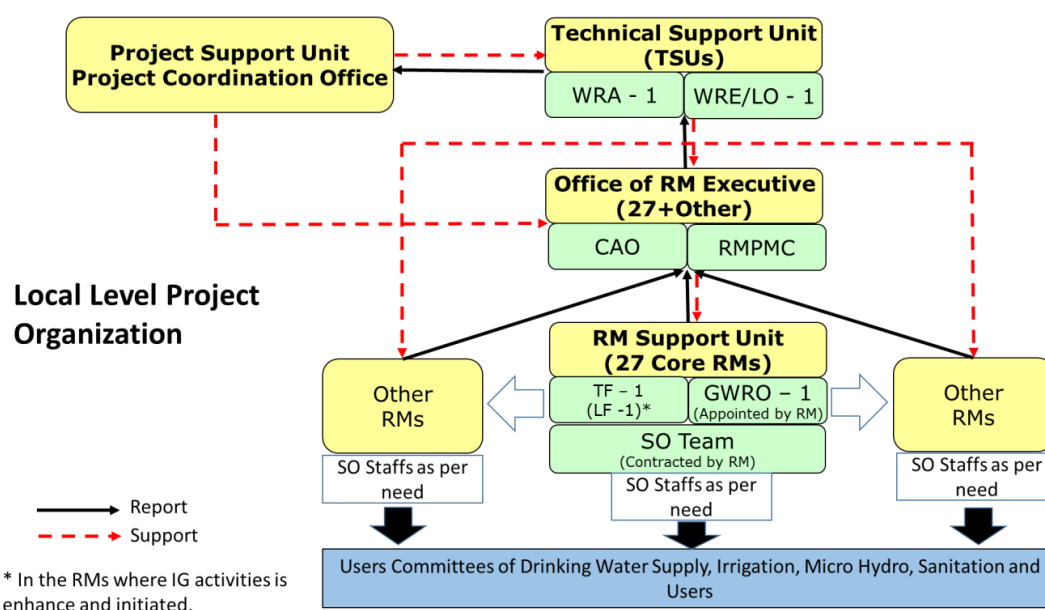 Project Support Unit
Project Coordination Office
Technical Support Unit
(TSUs)
WRA - 1
WRE/LO - 1
Office of RM Executive
(27+Other)
CAO
RMPMC
Local Level Project
Organization
RM Support Unit
(27 Core RMs)
TF – 1
(LF -1)*
GWRO – 1
(Appointed by RM)
SO Team
(Contracted by RM)
Other
RMs
Other
RMs
SO Staffs as per
need
SO Staffs as per
need
SO Staffs as per
need
Report
Support
Users Committees of Drinking Water Supply, Irrigation, Micro Hydro, Sanitation and
Users
* In the RMs where IG activities is
enhance and initiated.